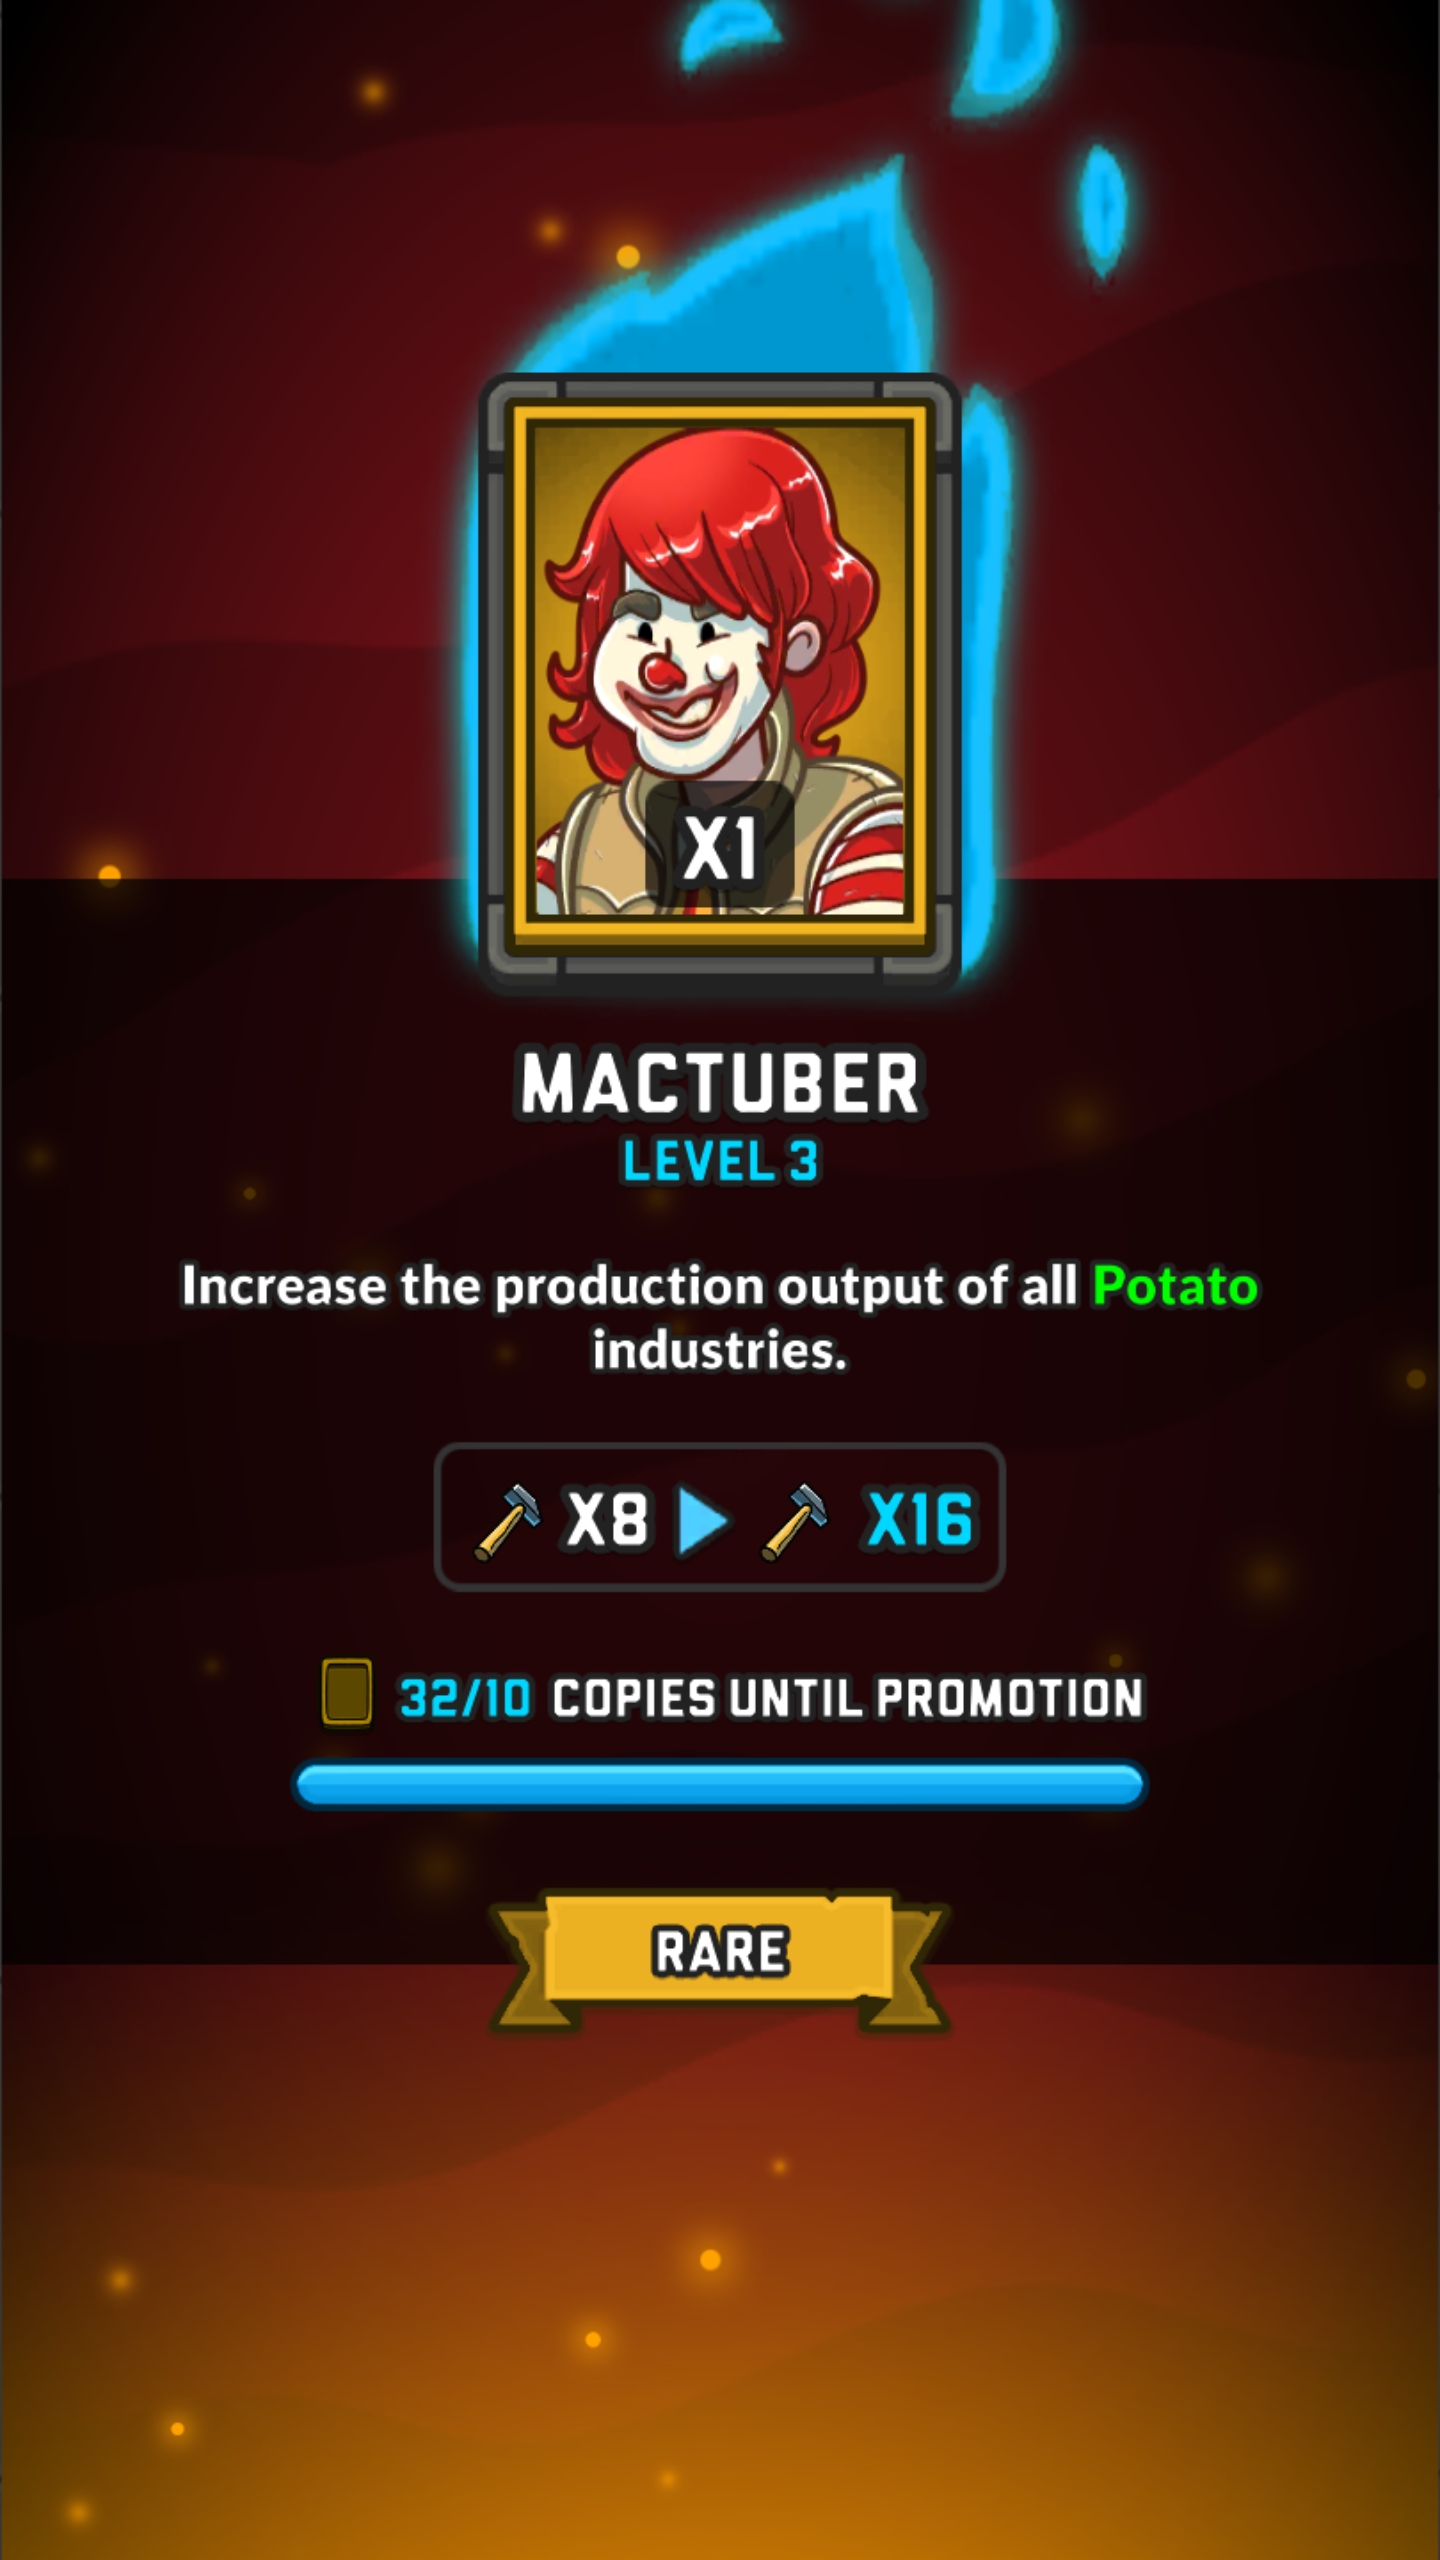 X1
MACTUBER
LEVEL 3
Increase the production output of all Potato
industries.
X8 X16
32/10 COPIES UNTIL PROMOTION
RARE